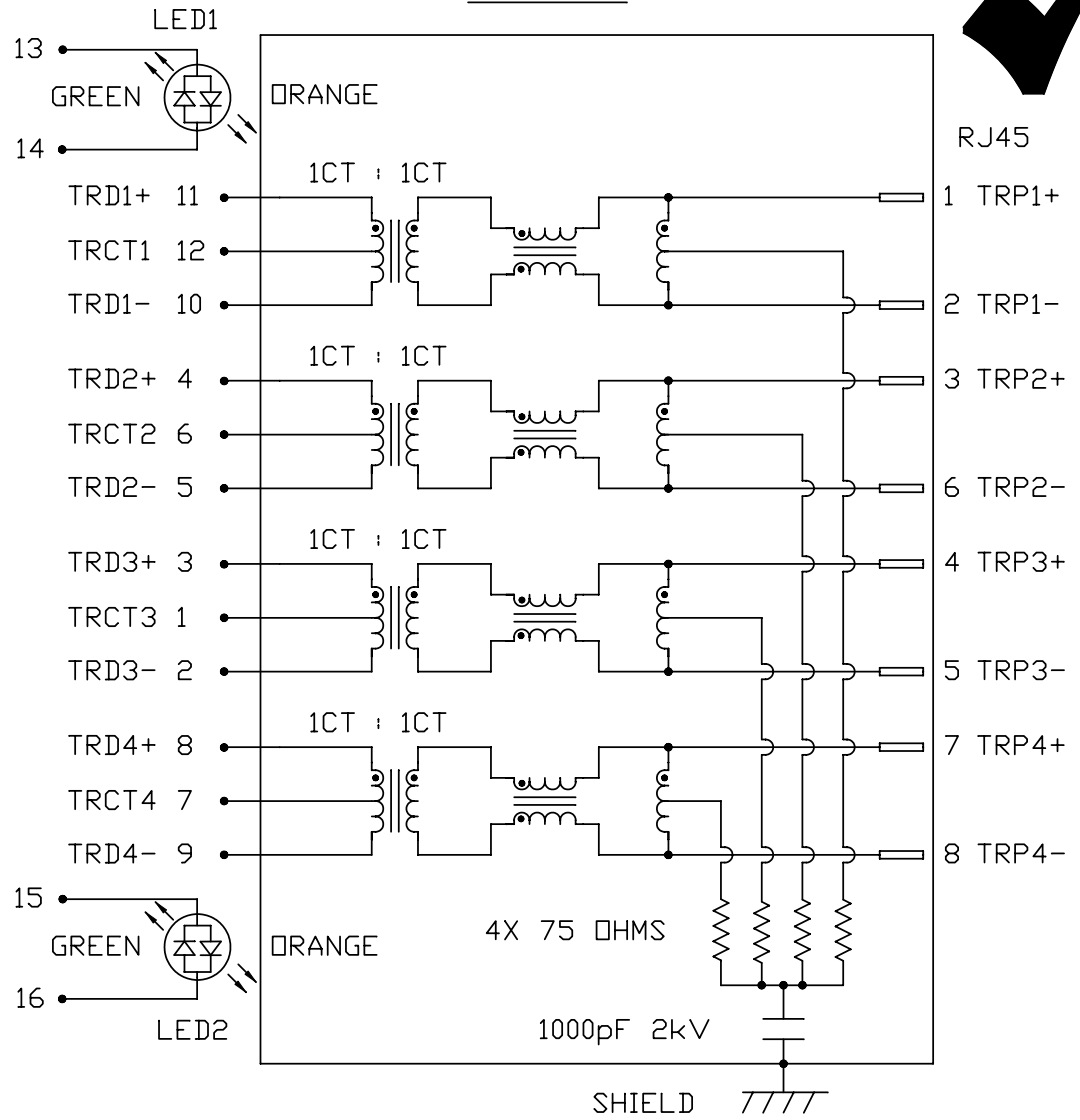 LED1
13
GREEN
ORANGE
14
RJ45
1CT : 1CT
TRD1+ 11
1 TRP1+
TRCT1 12
TRD1- 10
2 TRP1-
1CT : 1CT
TRD2+ 4
3 TRP2+
TRCT2 6
TRD2- 5
6 TRP2-
1CT : 1CT
TRD3+ 3
4 TRP3+
TRCT3 1
TRD3- 2
5 TRP3-
1CT : 1CT
TRD4+ 8
7 TRP4+
TRCT4 7
TRD4- 9
8 TRP4-
15
GREEN
ORANGE
4X 75 OHMS
16
LED2
1000pF 2kV
SHIELD